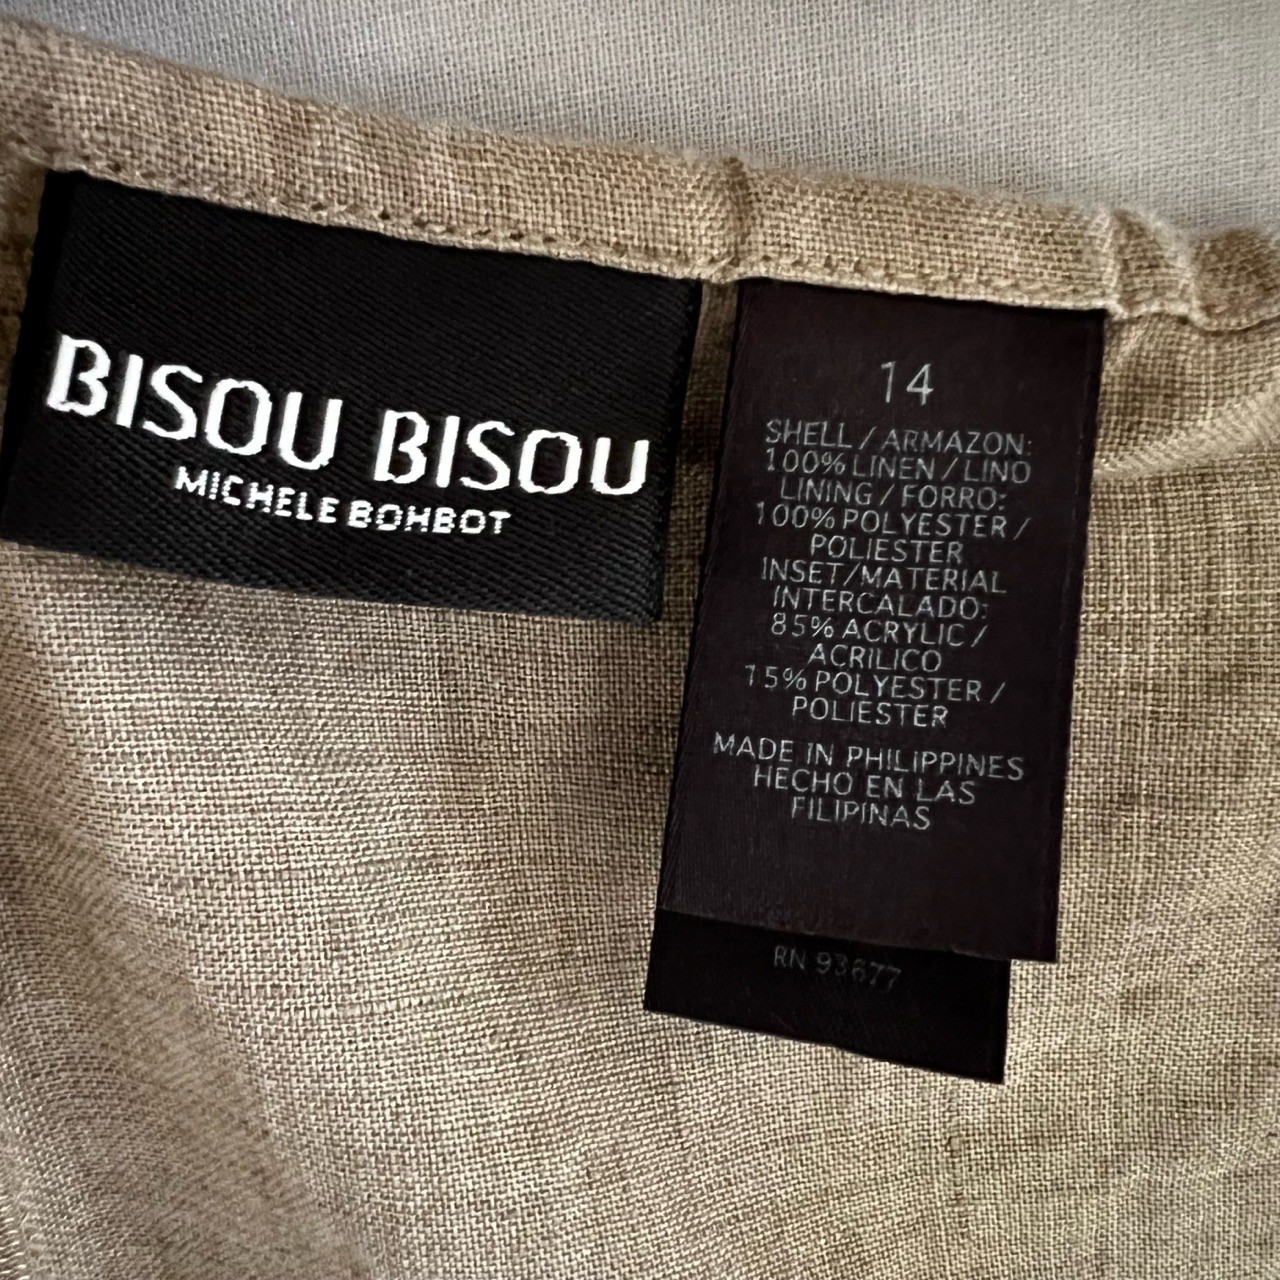 BISOU BISOU
MICHELE BOHBOT
14
SHELL / ARMAZON:
100% LINEN / LINO
LINING / FORRO:
100% POLYESTER /
POLIESTER
INSET/MATERIAL
INTERCALADO:
85% ACRYLIC /
ACRILICO
15% POLYESTER /
POLIESTER
MADE IN PHILIPPINES
HECHO EN LAS
FILIPINAS
RN 93677